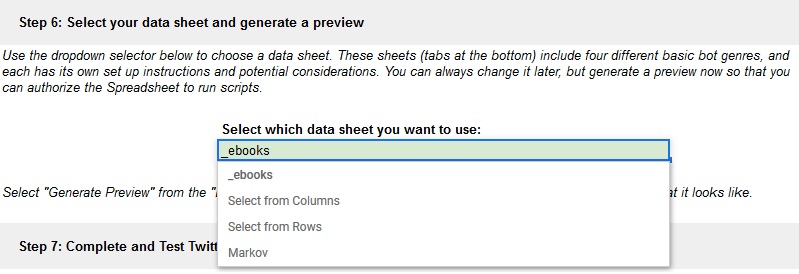 Step 6: Select your data sheet and generate a preview
Use the dropdown selector below to choose a data sheet. These sheets (tabs at the bottom) include four different basic bot genres, and
each has its own set up instructions and potential considerations. You can always change it later, but generate a preview now so that you
can authorize the Spreadsheet to run scripts.
Select which data sheet you want to use:
_ebooks
_ebooks
Select from Columns
Select from Rows
Markov
Select "Generate Preview" from the " at it looks like.
Step 7: Complete and Test Twitt